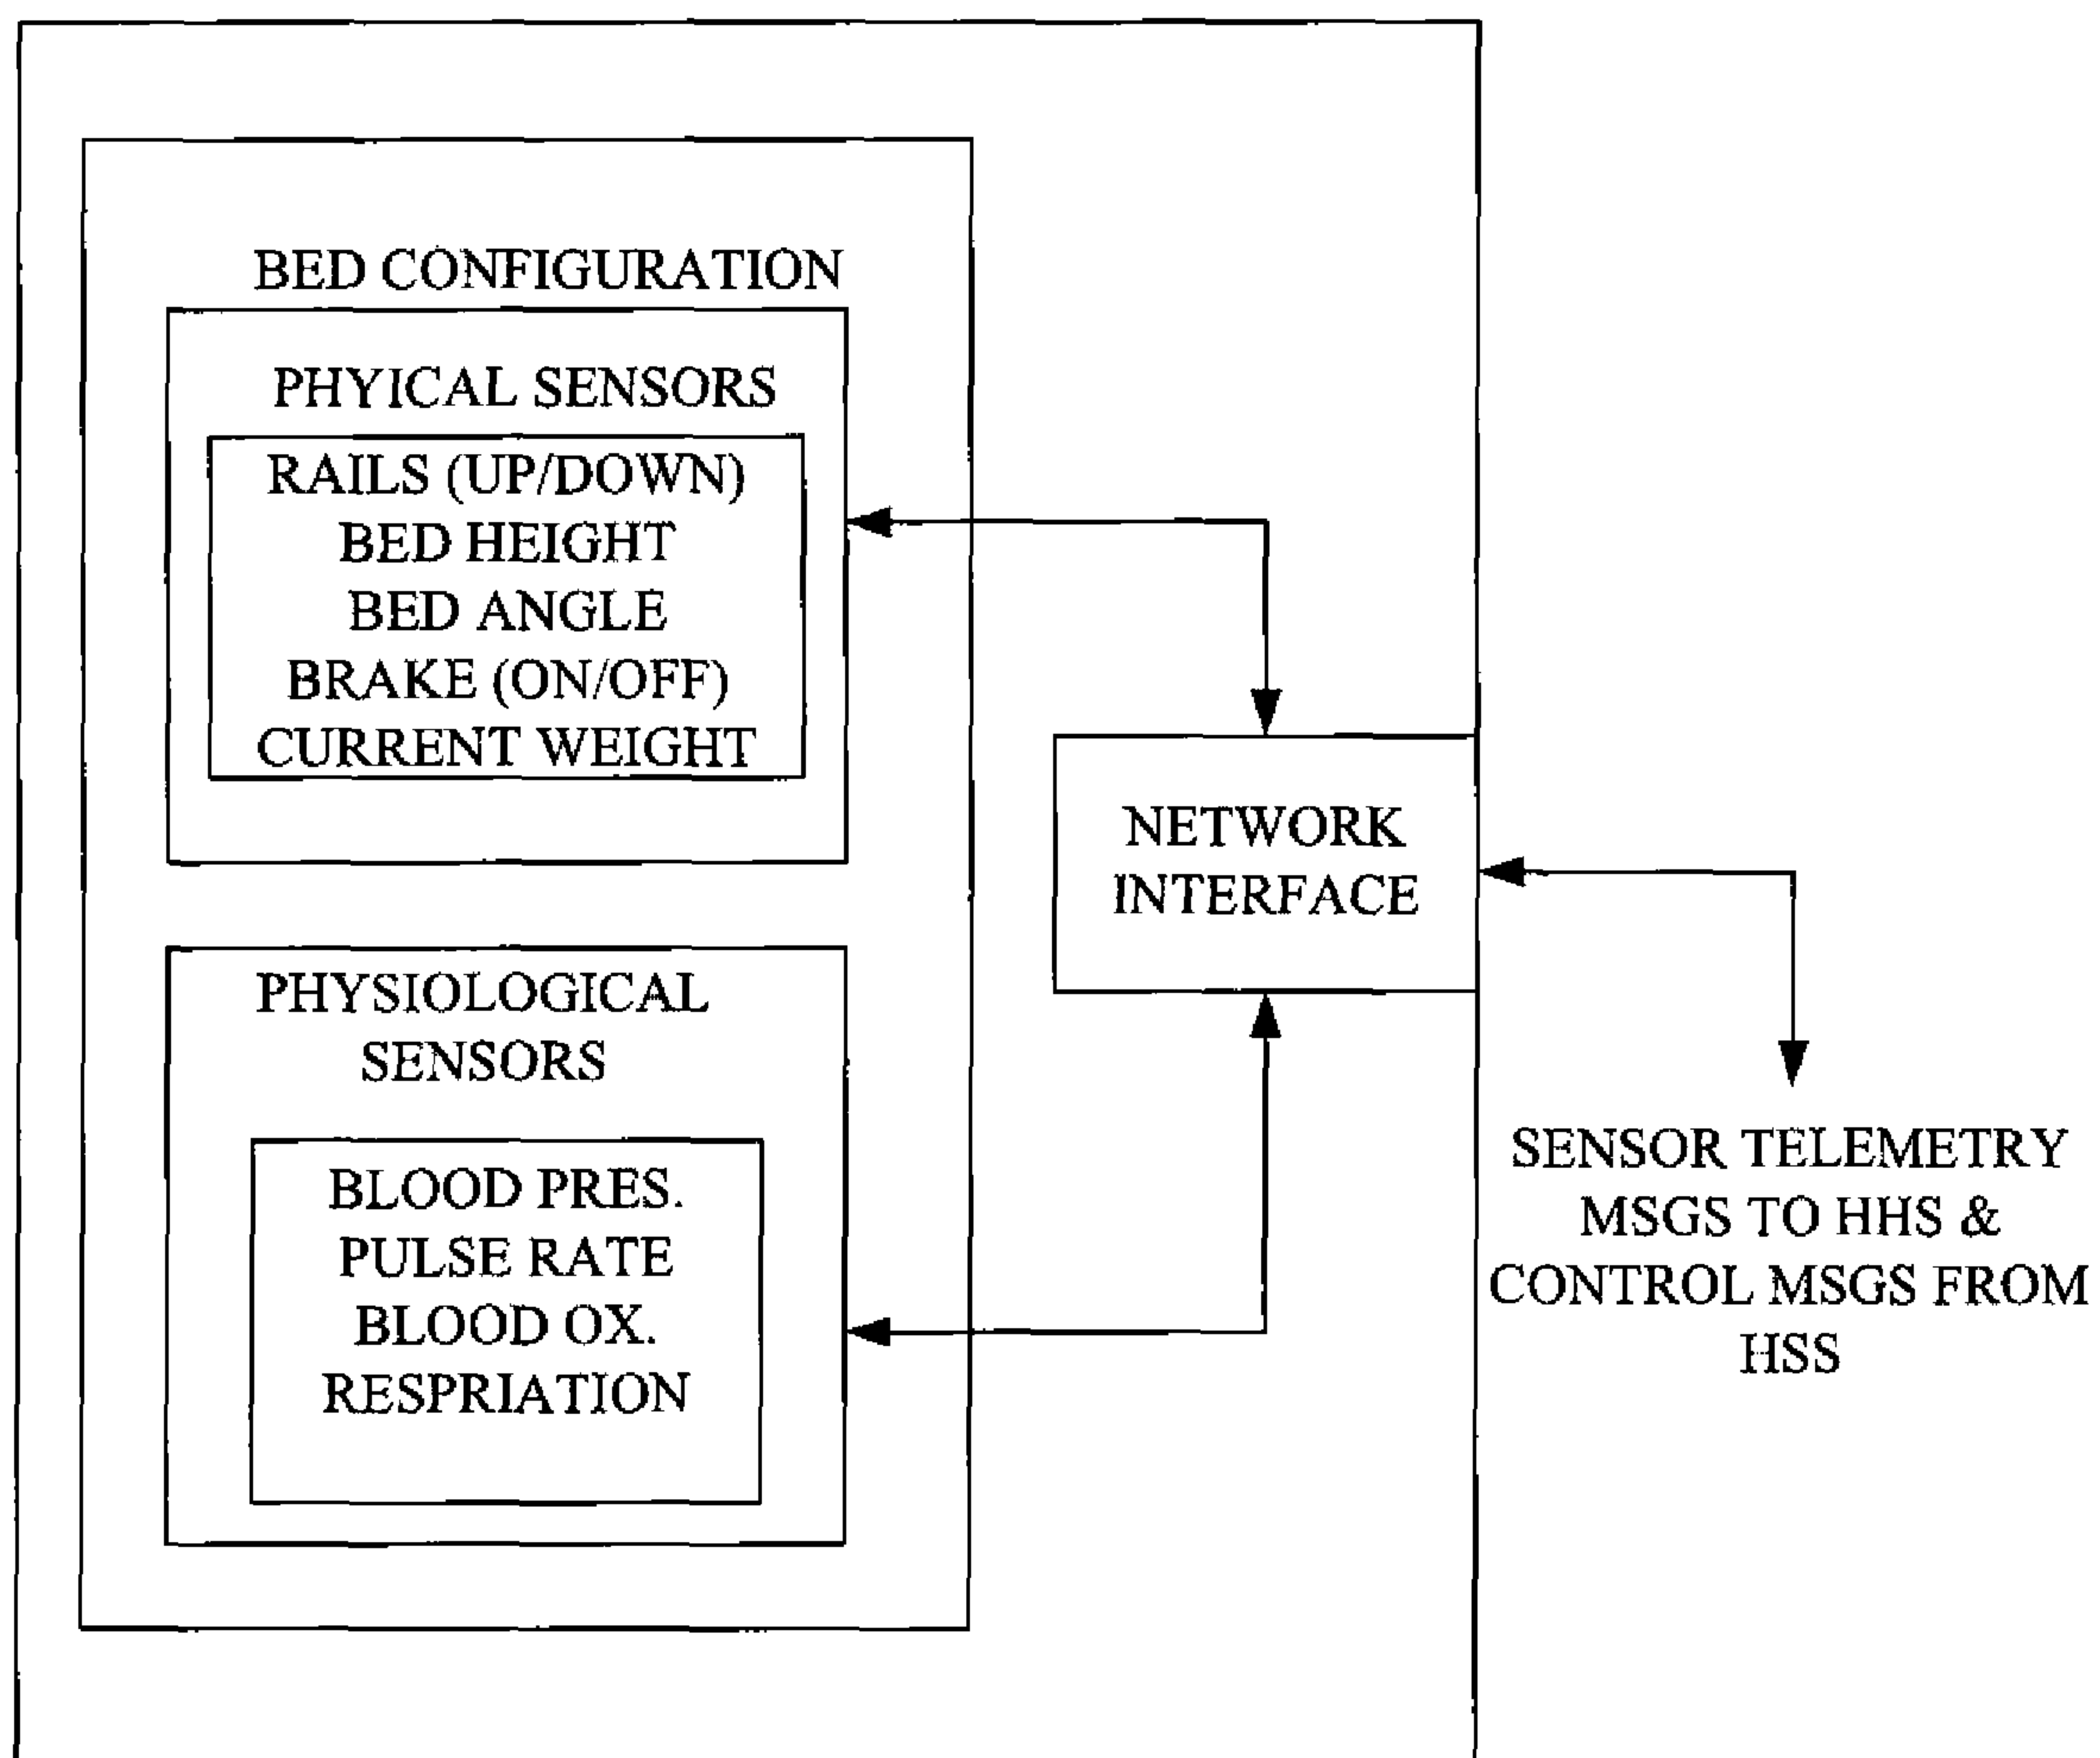 BED CONFIGURATION
PHYICAL SENSORS
RAILS (UP/DOWN)
BED HEIGHT
BED ANGLE
BRAKE (ON/OFF)
CURRENT WEIGHT
NETWORK
INTERFACE
PHYSIOLOGICAL
SENSORS
BLOOD PRES.
PULSE RATE
BLOOD OX.
RESPRIATION
SENSOR TELEMETRY
MSGS TO HHS &
CONTROL MSGS FROM
HSS